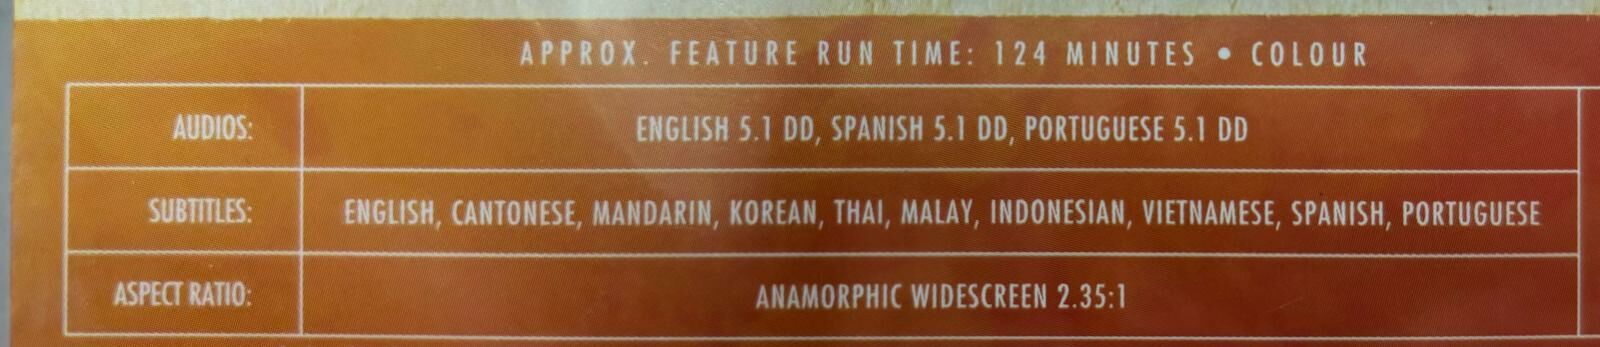 APPROX. FEATURE RUN TIME: 124 MINUTES • COLOUR
AUDIOS: ENGLISH 5.1 DD, SPANISH 5.1 DD, PORTUGUESE 5.1 DD
SUBTITLES: ENGLISH, CANTONESE, MANDARIN, KOREAN, THAI, MALAY, INDONESIAN, VIETNAMESE, SPANISH, PORTUGUESE
ASPECT RATIO: ANAMORPHIC WIDESCREEN 2.35:1